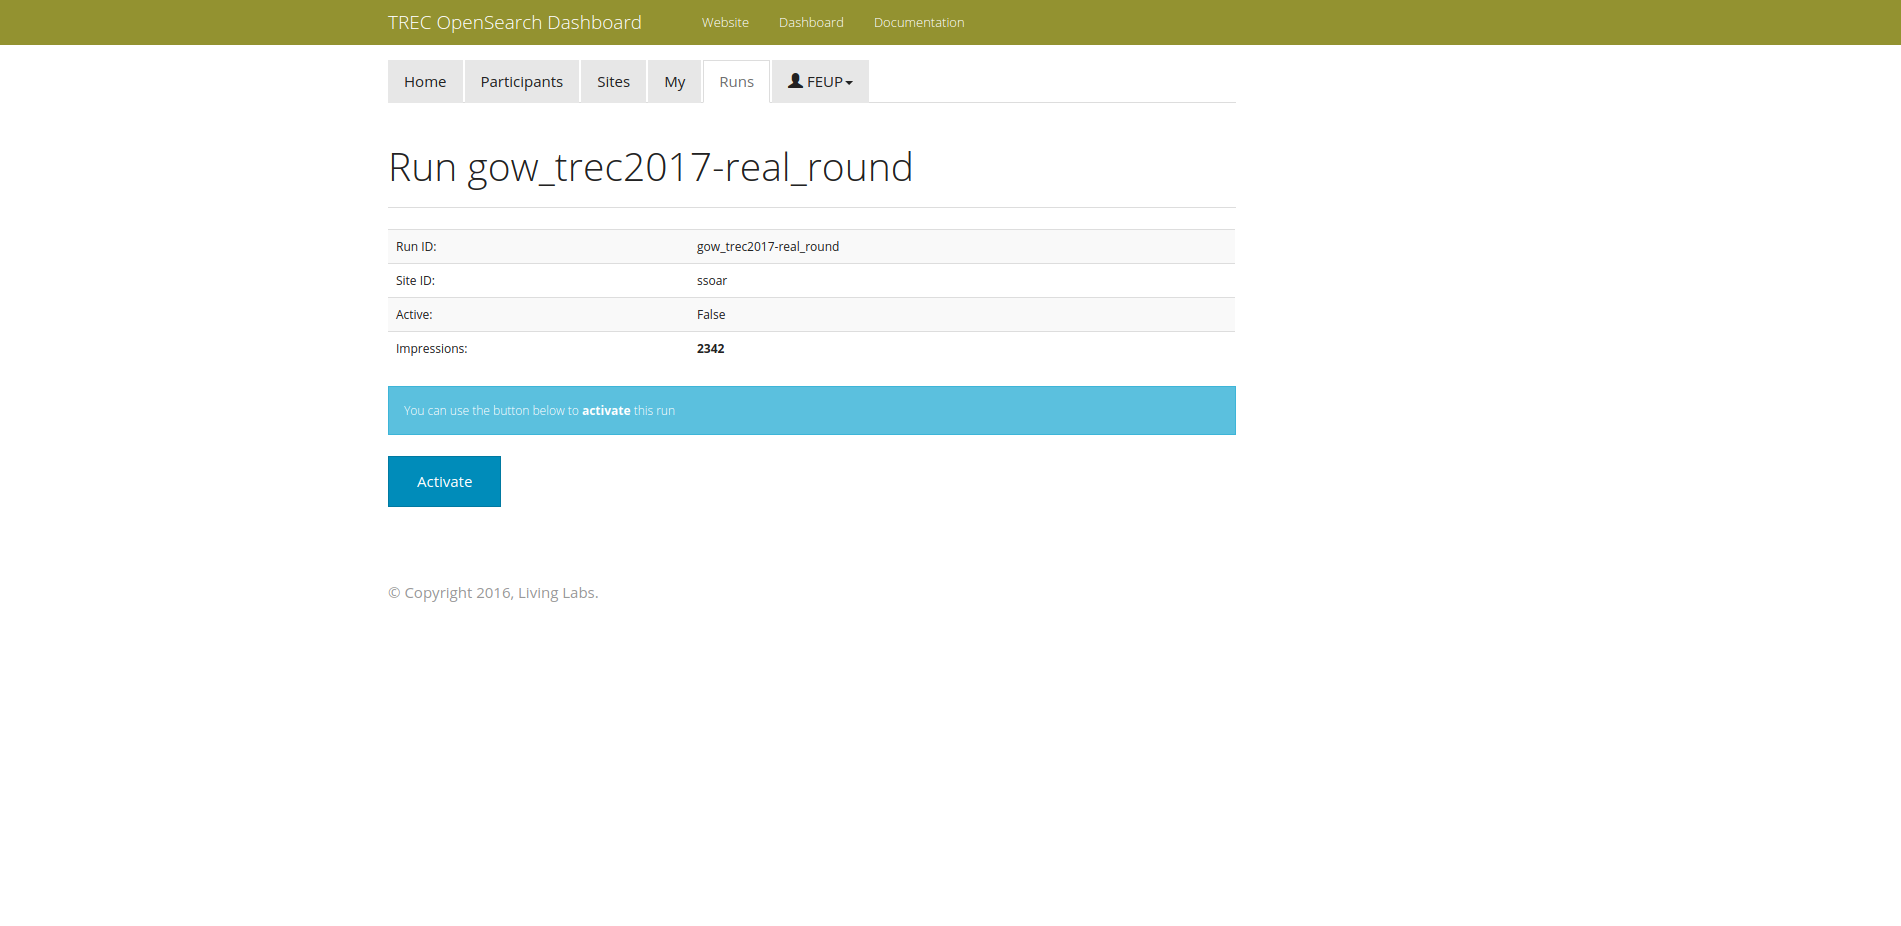 TREC OpenSearch Dashboard Website Dashboard Documentation
Home Participants Sites My Runs FEUP
Run gow_trec2017-real_round
Run ID: gow_trec2017-real_round
Site ID: ssoar
Active: False
Impressions: 2342
You can use the button below to activate this run
Activate
© Copyright 2016, Living Labs.